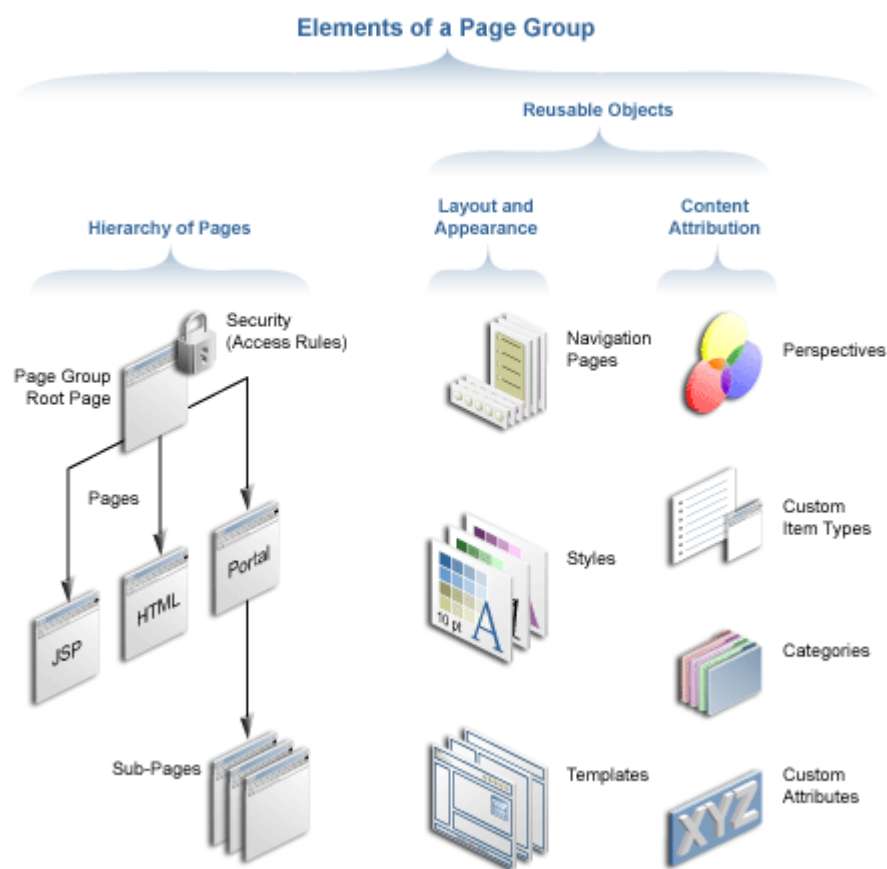 Elements of a Page Group
Reusable Objects
Hierarchy of Pages
Layout and
Appearance
Content
Attribution
Security
(Access Rules)
Page Group
Root Page
Pages
JSP
HTML
Portal
Sub-Pages
Navigation
Pages
Styles
10 pt
A
Templates
Perspectives
Custom
Item Types
Categories
XYZ
Custom
Attributes